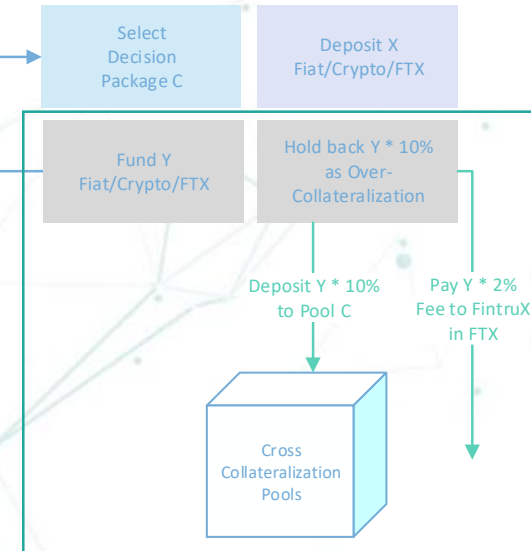 Select
Decision
Package C
Deposit X
Fiat/Crypto/FTX
Fund Y
Fiat/Crypto/FTX
Hold back Y * 10%
as Over-
Collateralization
Deposit Y * 10%
to Pool C
Pay Y * 2%
Fee to FintruX
in FTX
Cross
Collateralization
Pools